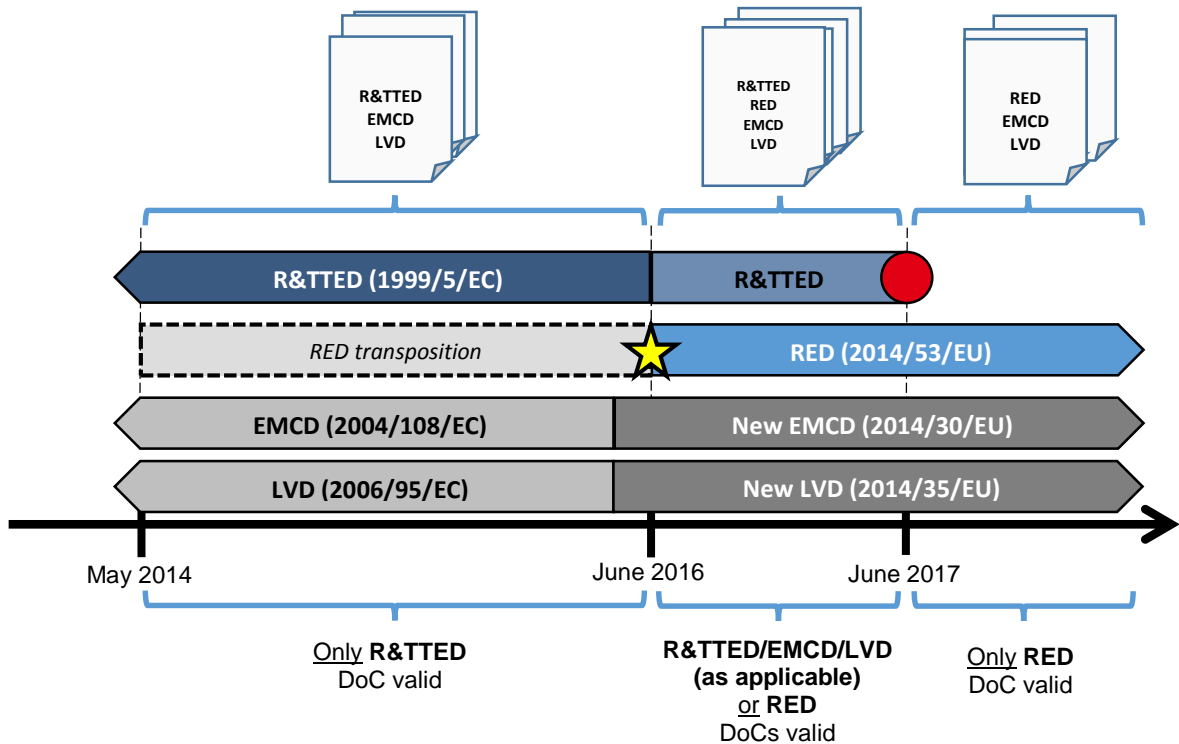 R&TTED
EMCD
LVD
R&TTED
RED
EMCD
LVD
RED
EMCD
LVD
R&TTED (1999/5/EC)
R&TTED
RED transposition
RED (2014/53/EU)
EMCD (2004/108/EC)
New EMCD (2014/30/EU)
LVD (2006/95/EC)
New LVD (2014/35/EU)
May 2014
June 2016
June 2017
Only R&TTED
DoC valid
R&TTED/EMCD/LVD
(as applicable)
or RED
DoCs valid
Only RED
DoC valid